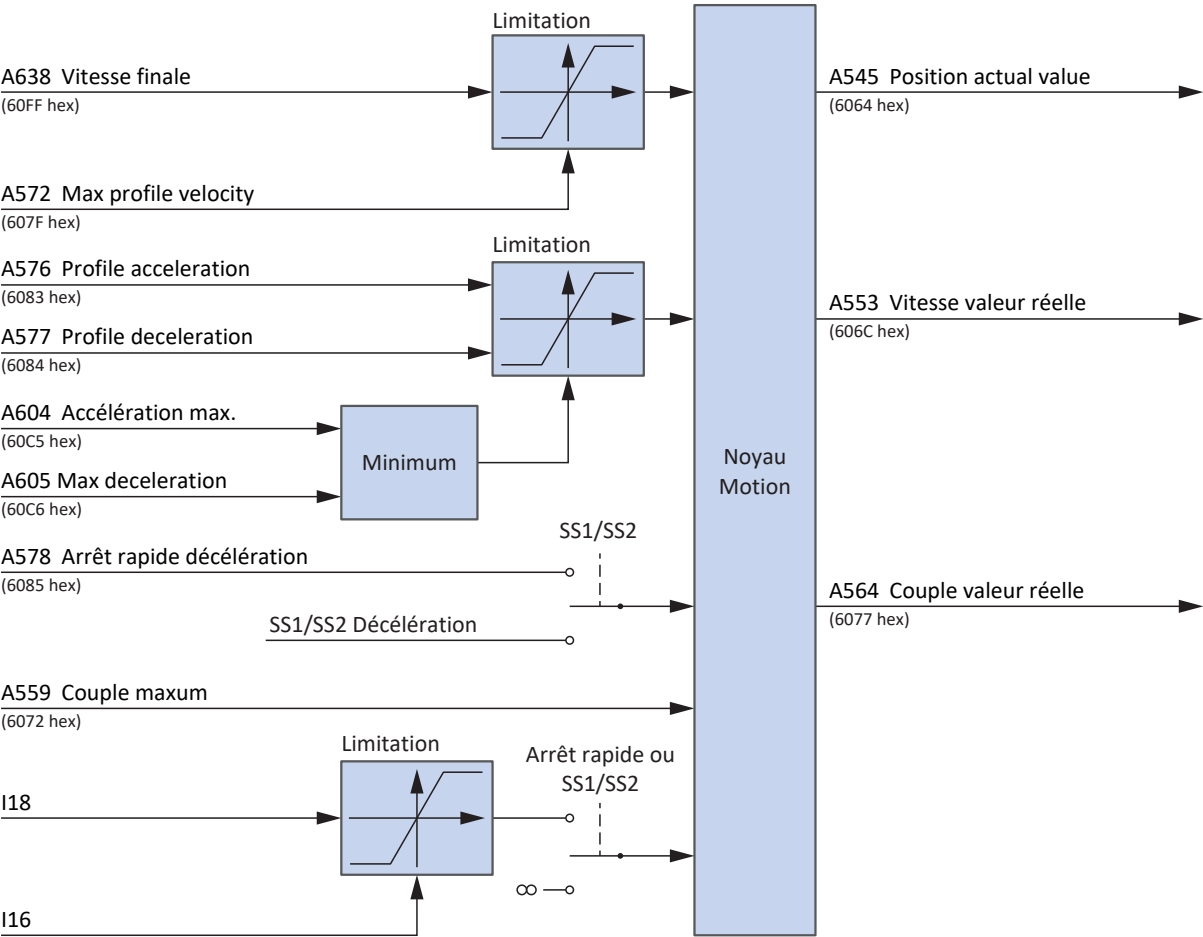 Limitation
A638 Vitesse finale
(60FF hex)
A545 Position actual value
(6064 hex)
A572 Max profile velocity
(607F hex)
Limitation
A576 Profile acceleration
(6083 hex)
A577 Profile deceleration
(6084 hex)
A553 Vitesse valeur réelle
(606C hex)
A604 Accélération max.
(60C5 hex)
A605 Max deceleration
(60C6 hex)
Minimum
Noyau
Motion
SS1/SS2
A578 Arrêt rapide décélération
(6085 hex)
SS1/SS2 Décélération
A564 Couple valeur réelle
(6077 hex)
A559 Couple maxum
(6072 hex)
Limitation
Arrêt rapide ou
SS1/SS2
I18
∞
I16